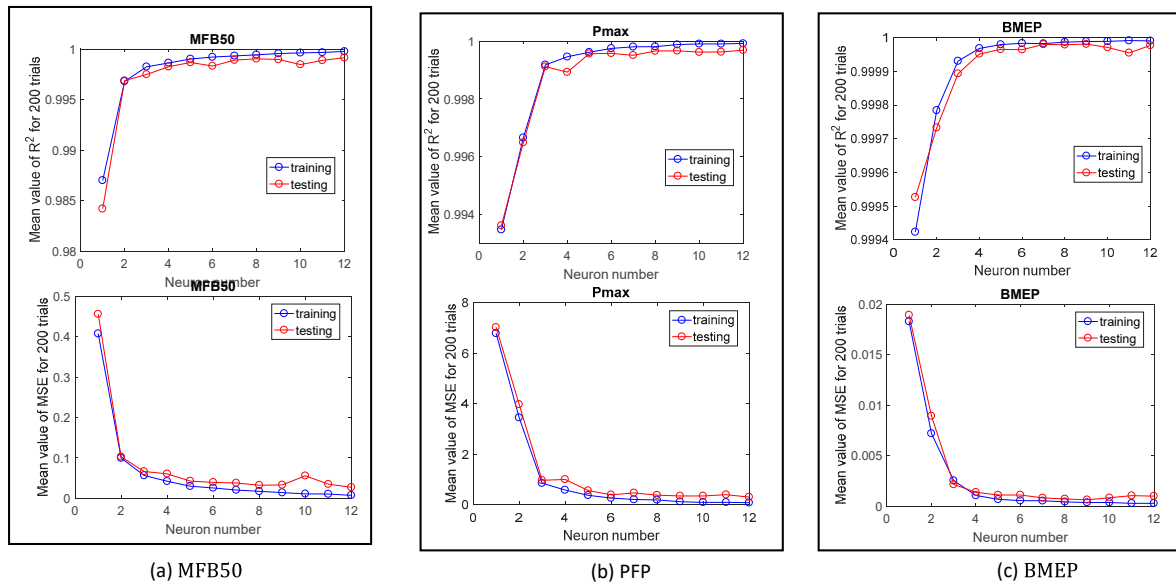 MFB50
Mean value of R² for 200 trials
1
0.995
0.99
0.985
0.98
training
testing
0 2 4 6 8 10 12
Neuron number
MFB50
Mean value of MSE for 200 trials
0.5
0.4
0.3
0.2
0.1
0
training
testing
0 2 4 6 8 10 12
Neuron number
(a) MFB50
Pmax
Mean value of R² for 200 trials
1
0.998
0.996
0.994
training
testing
0 2 4 6 8 10 12
Neuron number
Pmax
Mean value of MSE for 200 trials
8
6
4
2
0
training
testing
0 2 4 6 8 10 12
Neuron number
(b) PFP
BMEP
Mean value of R² for 200 trials
1
0.9999
0.9998
0.9997
0.9996
0.9995
0.9994
training
testing
0 2 4 6 8 10 12
Neuron number
BMEP
Mean value of MSE for 200 trials
0.02
0.015
0.01
0.005
0
training
testing
0 2 4 6 8 10 12
Neuron number
(c) BMEP